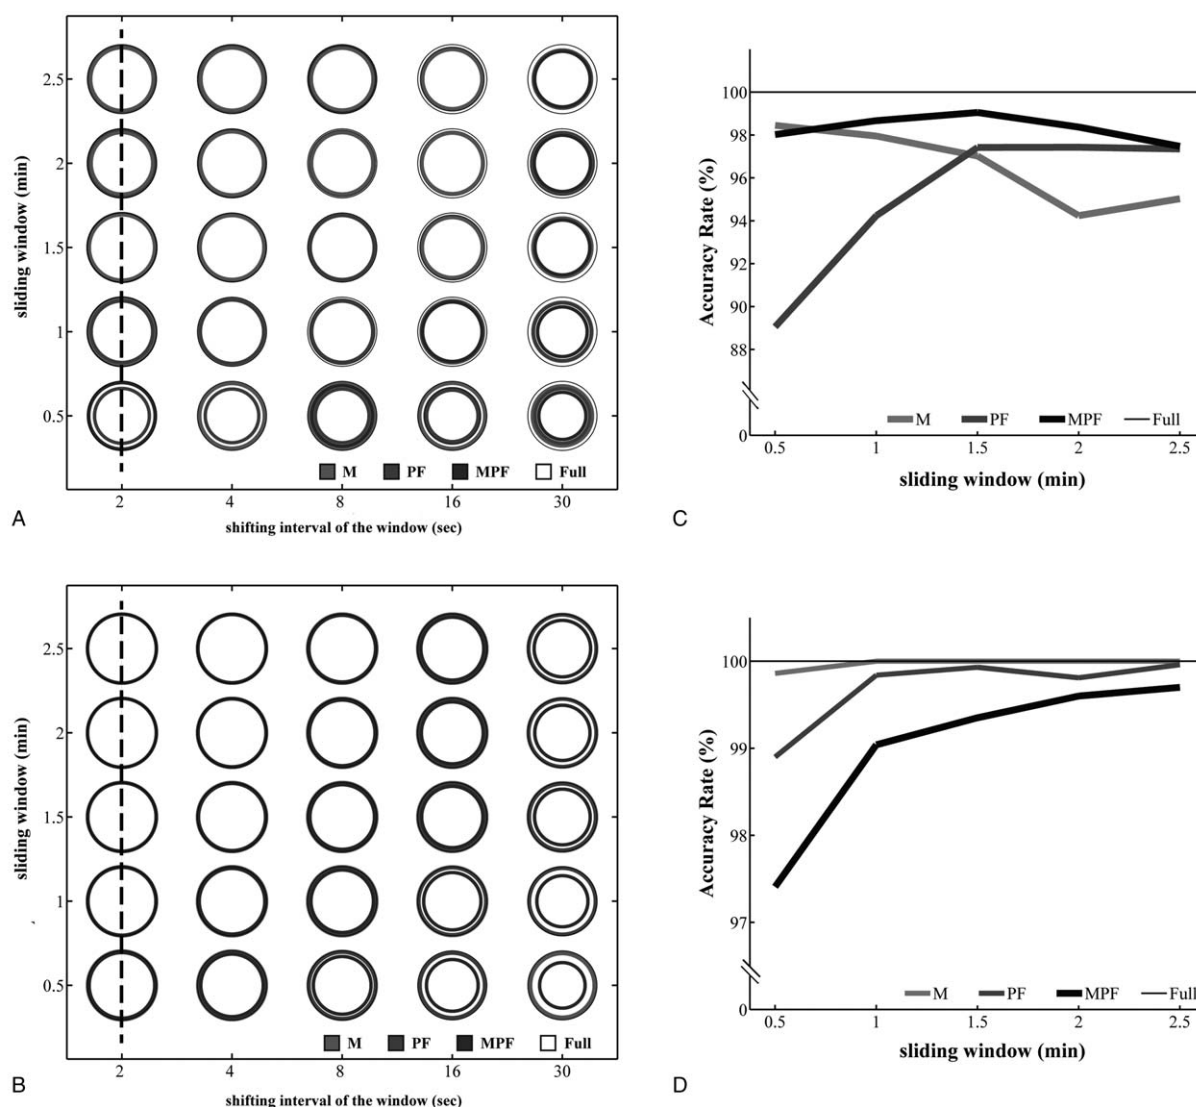 2.5
2
1.5
1
0.5
sliding window (min)
M PF MPF Full
2 4 8 16 30
shifting interval of the window (sec)
A
100
98
96
94
92
90
88
0
Accuracy Rate (%)
M PF MPF Full
0.5 1 1.5 2 2.5
sliding window (min)
C
2.5
2
1.5
1
0.5
sliding window (min)
M PF MPF Full
2 4 8 16 30
shifting interval of the window (sec)
B
100
99
98
97
0
Accuracy Rate (%)
M PF MPF Full
0.5 1 1.5 2 2.5
sliding window (min)
D